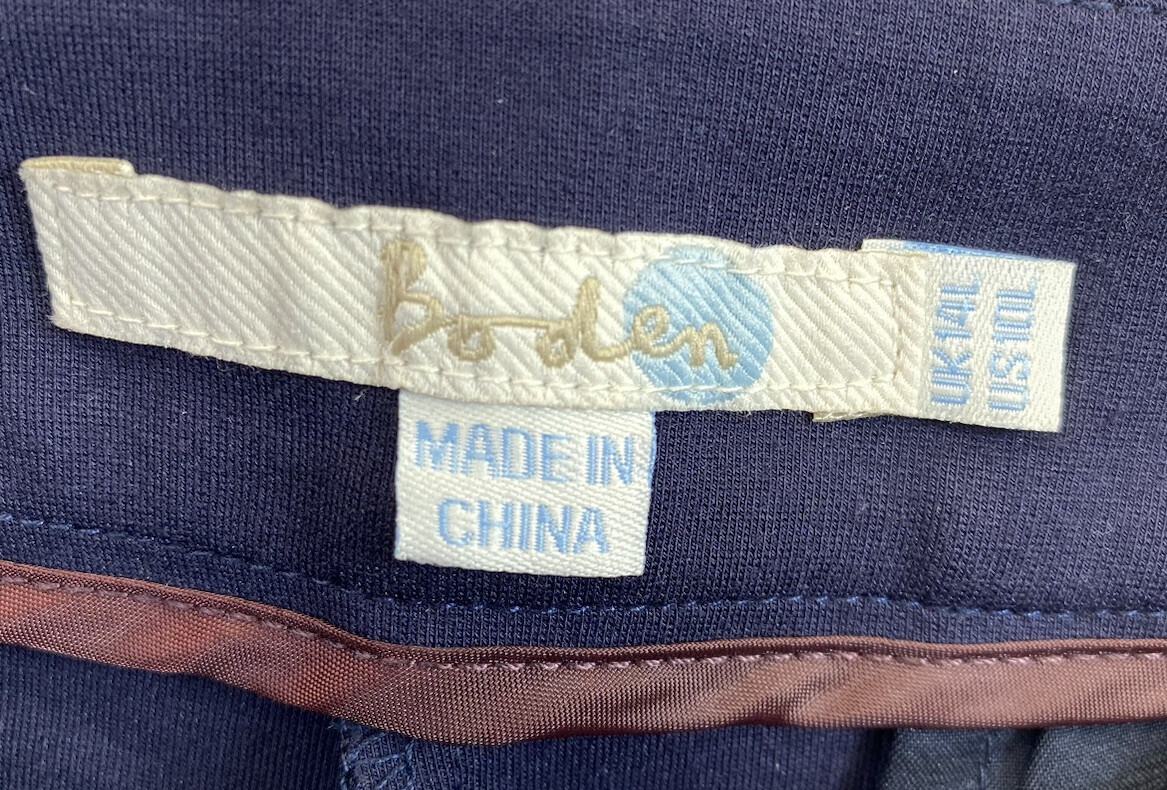 Boden
UK 14L
US 10L
MADE IN
CHINA